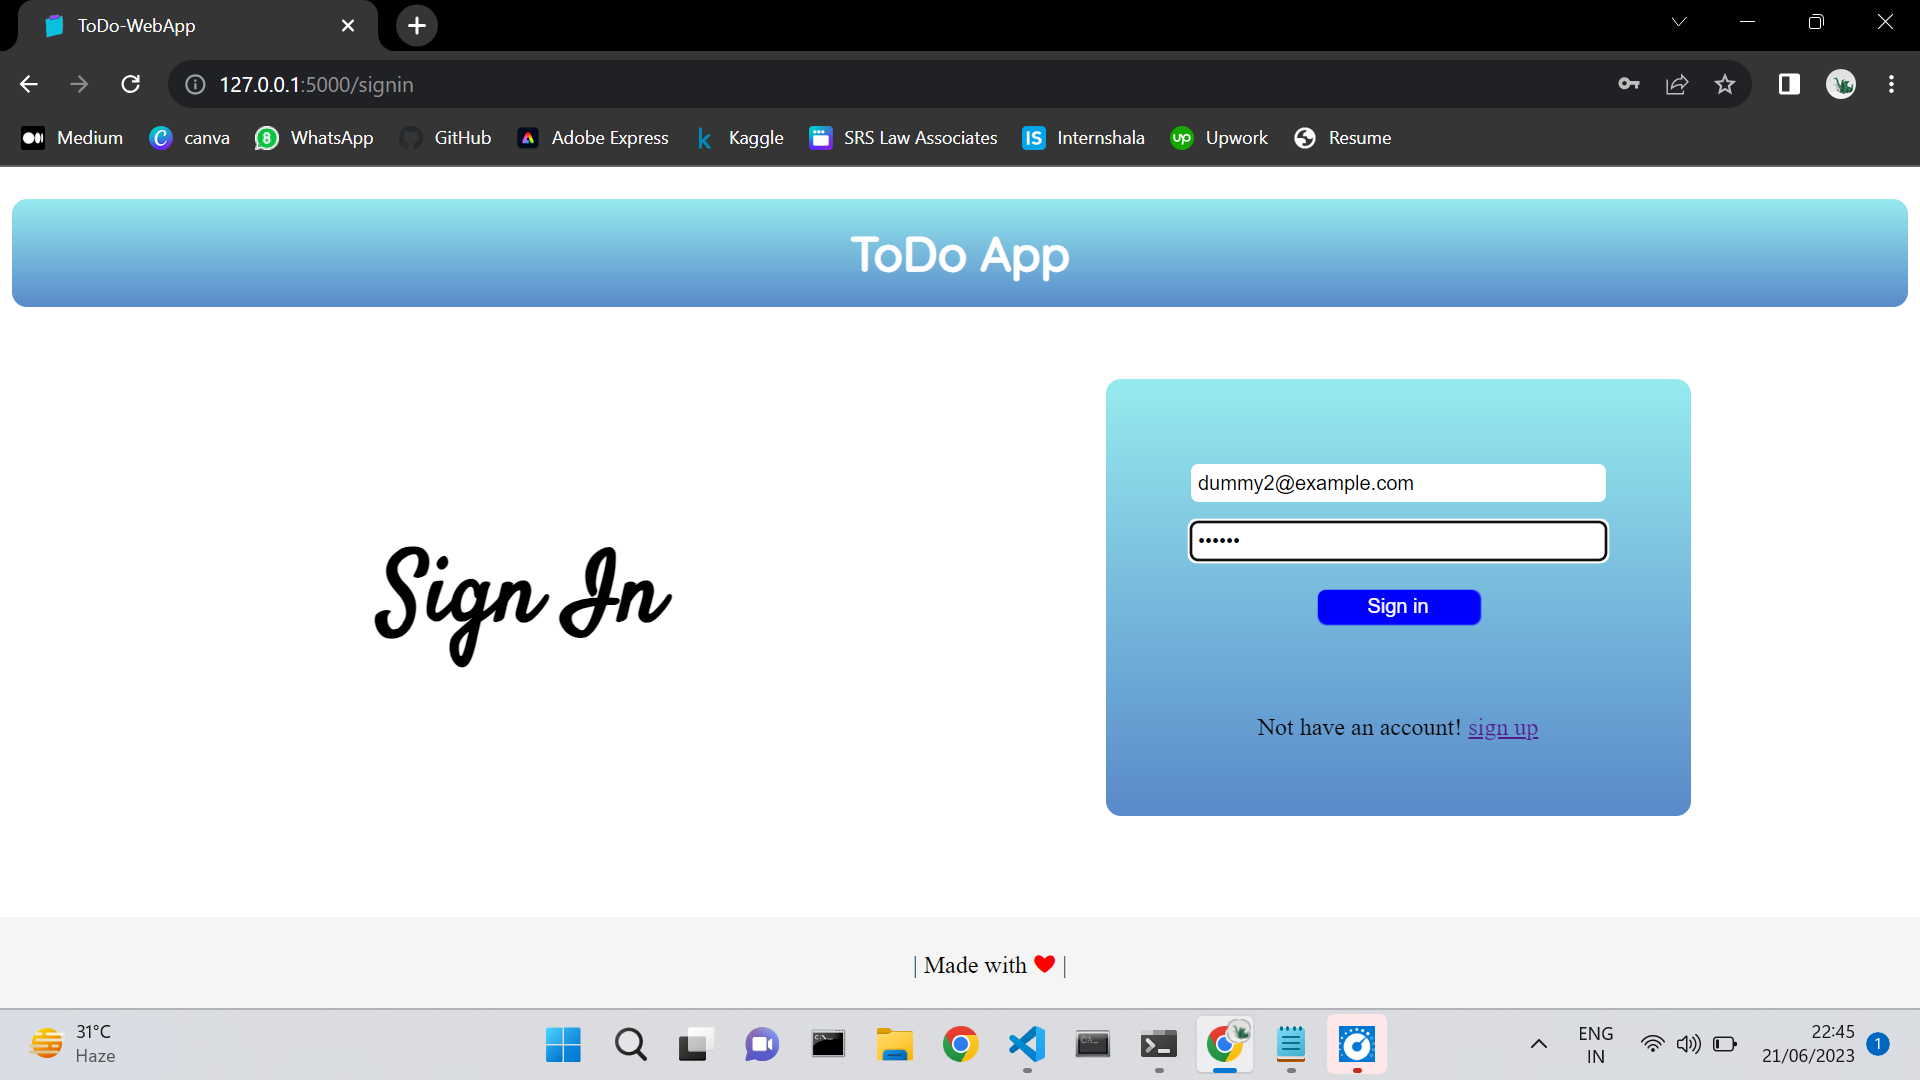 ToDo-WebApp
127.0.0.1:5000/signin
Medium canva WhatsApp GitHub Adobe Express Kaggle SRS Law Associates Internshala Upwork Resume
ToDo App
Sign In
dummy2@example.com
••••••
Sign in
Not have an account! sign up
| Made with ❤ |
31°C
Haze
ENG
IN
22:45
21/06/2023
1